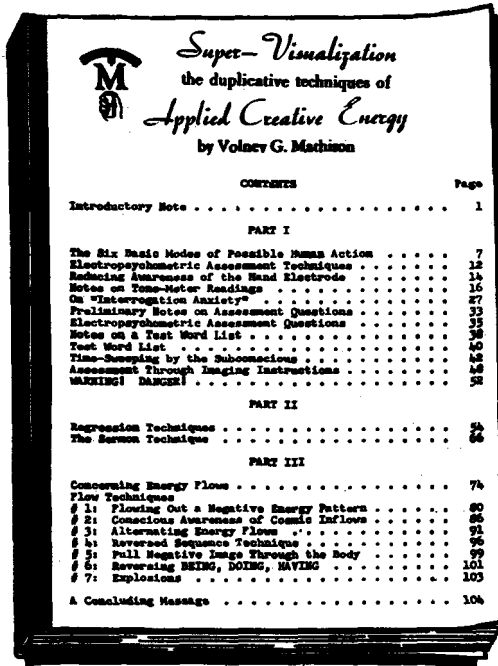 M
Super-Visualization
the duplicative techniques of
Applied Creative Energy
by Volney G. Mathison
CONTENTS Page
Introductory Note . . . . . . . . . . . . . . . . . . . 1
PART I
The Six Basic Modes of Possible Human Action . . . . . . 7
Electropsychometric Assessment Techniques . . . . . . . 12
Reducing Awareness of the Hand Electrode . . . . . . . 14
Notes on Tone-Meter Readings . . . . . . . . . . . . . 16
On "Interrogation Anxiety" . . . . . . . . . . . . . . 27
Preliminary Notes on Assessment Questions . . . . . . . 33
Electropsychometric Assessment Questions . . . . . . . 35
Notes on a Test Word List . . . . . . . . . . . . . . . 38
Test Word List . . . . . . . . . . . . . . . . . . . . 40
Time-Sweeping by the Subconscious . . . . . . . . . . . 42
Assessment Through Imaging Instructions . . . . . . . . 48
WARNING! DANGER! . . . . . . . . . . . . . . . . . . . 52
PART II
Regression Techniques . . . . . . . . . . . . . . . . . 54
The Sermon Technique . . . . . . . . . . . . . . . . . 66
PART III
Concerning Energy Flows . . . . . . . . . . . . . . . . 74
Flow Techniques
# 1: Flowing Out a Negative Energy Pattern . . . . . . 80
# 2: Conscious Awareness of Cosmic Inflows . . . . . . 86
# 3: Alternating Energy Flows . . . . . . . . . . . . . 91
# 4: Reversed Sequence Technique . . . . . . . . . . . 96
# 5: Pull Negative Image Through the Body . . . . . . . 99
# 6: Reversing BEING, DOING, HAVING . . . . . . . . . . 101
# 7: Explosions . . . . . . . . . . . . . . . . . . . . 103
A Concluding Message . . . . . . . . . . . . . . . . . 104